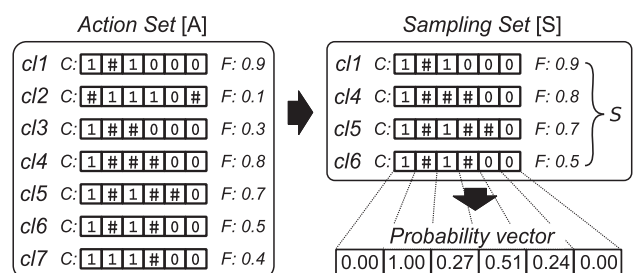 Action Set [A]
cl1 C: 1 # 1 0 0 0 F: 0.9
cl2 C: # 1 1 1 0 # F: 0.1
cl3 C: 1 # # 0 0 0 F: 0.3
cl4 C: 1 # # # 0 0 F: 0.8
cl5 C: 1 # 1 # # 0 F: 0.7
cl6 C: 1 # 1 # 0 0 F: 0.5
cl7 C: 1 1 1 # 0 0 F: 0.4
Sampling Set [S]
cl1 C: 1 # 1 0 0 0 F: 0.9
cl4 C: 1 # # # 0 0 F: 0.8
cl5 C: 1 # 1 # # 0 F: 0.7
cl6 C: 1 # 1 # 0 0 F: 0.5
S
Probability vector
0.00 1.00 0.27 0.51 0.24 0.00